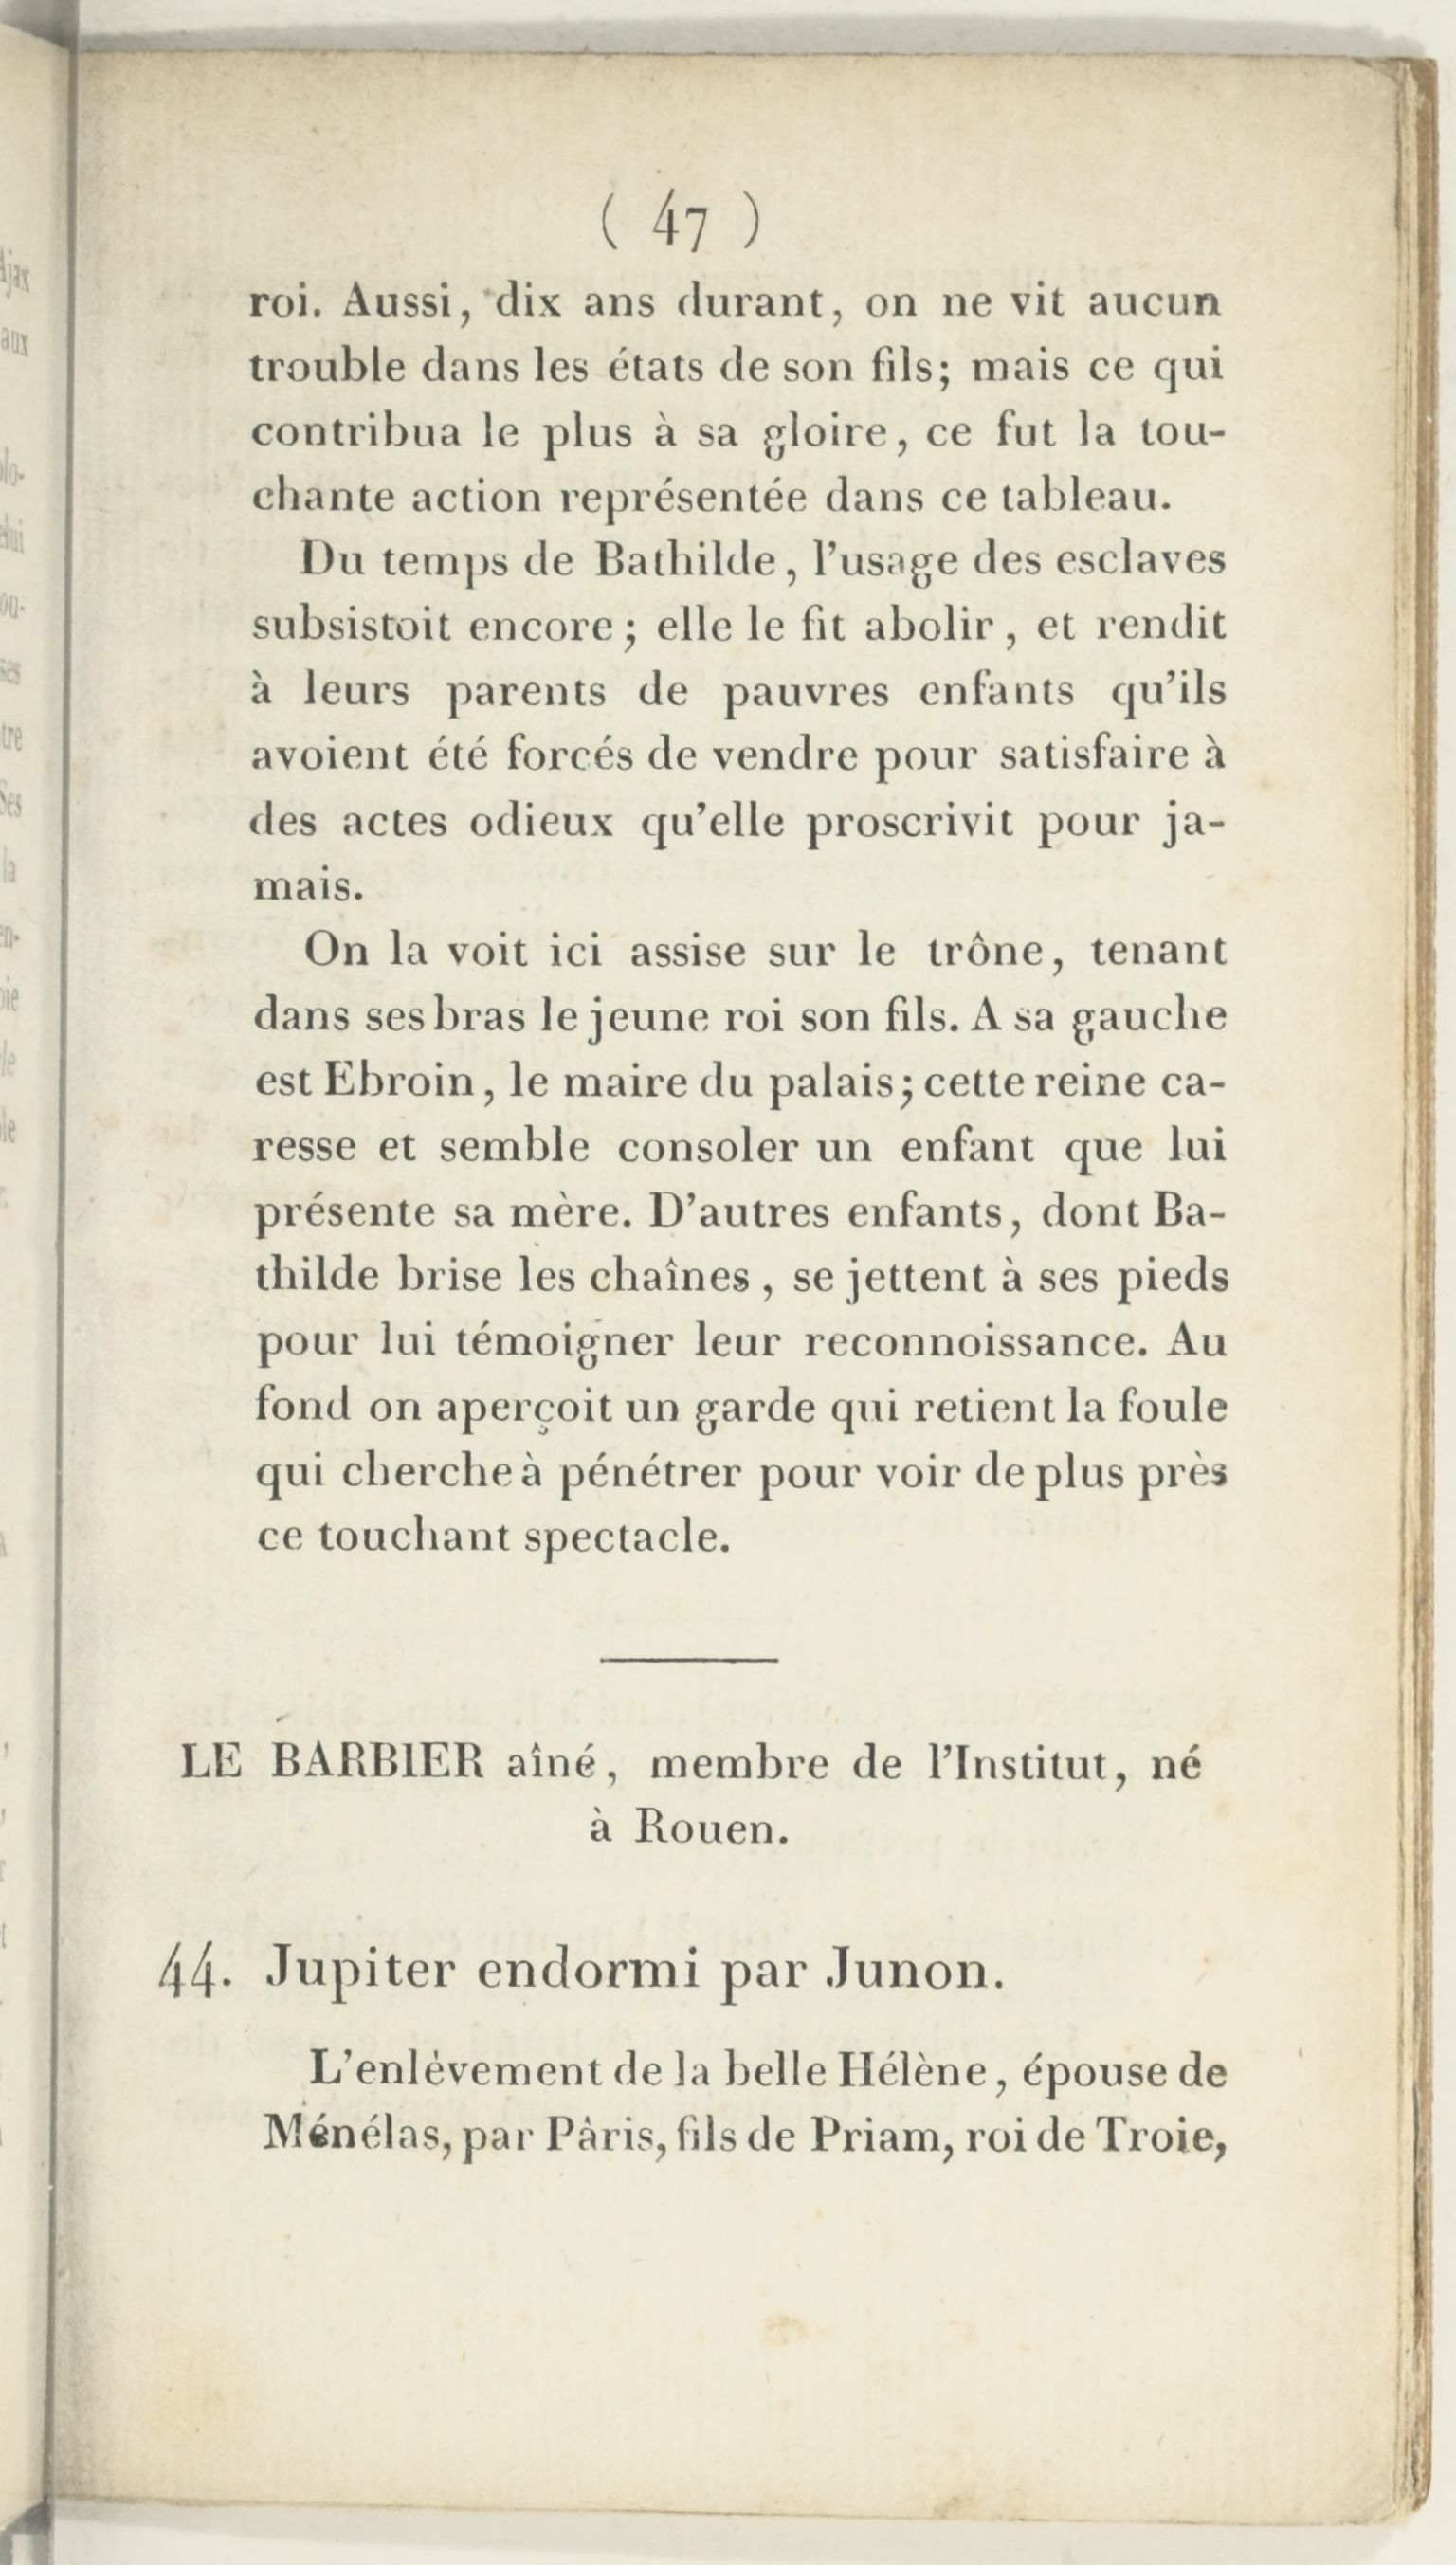 ( 47 )
roi. Aussi, dix ans durant, on ne vit aucun
trouble dans les états de son fils; mais ce qui
contribua le plus à sa gloire, ce fut la tou-
chante action représentée dans ce tableau.
Du temps de Bathilde, l'usage des esclaves
subsistoit encore; elle le fit abolir, et rendit
à leurs parents de pauvres enfants qu'ils
avoient été forcés de vendre pour satisfaire à
des actes odieux qu'elle proscrivit pour ja-
mais.
On la voit ici assise sur le trône, tenant
dans ses bras le jeune roi son fils. A sa gauche
est Ebroin, le maire du palais; cette reine ca-
resse et semble consoler un enfant que lui
présente sa mère. D'autres enfants, dont Ba-
thilde brise les chaînes, se jettent à ses pieds
pour lui témoigner leur reconnoissance. Au
fond on aperçoit un garde qui retient la foule
qui cherche à pénétrer pour voir de plus près
ce touchant spectacle.
LE BARBIER aîné, membre de l'Institut, né
à Rouen.
44. Jupiter endormi par Junon.
L'enlèvement de la belle Hélène, épouse de
Ménélas, par Pâris, fils de Priam, roi de Troie,